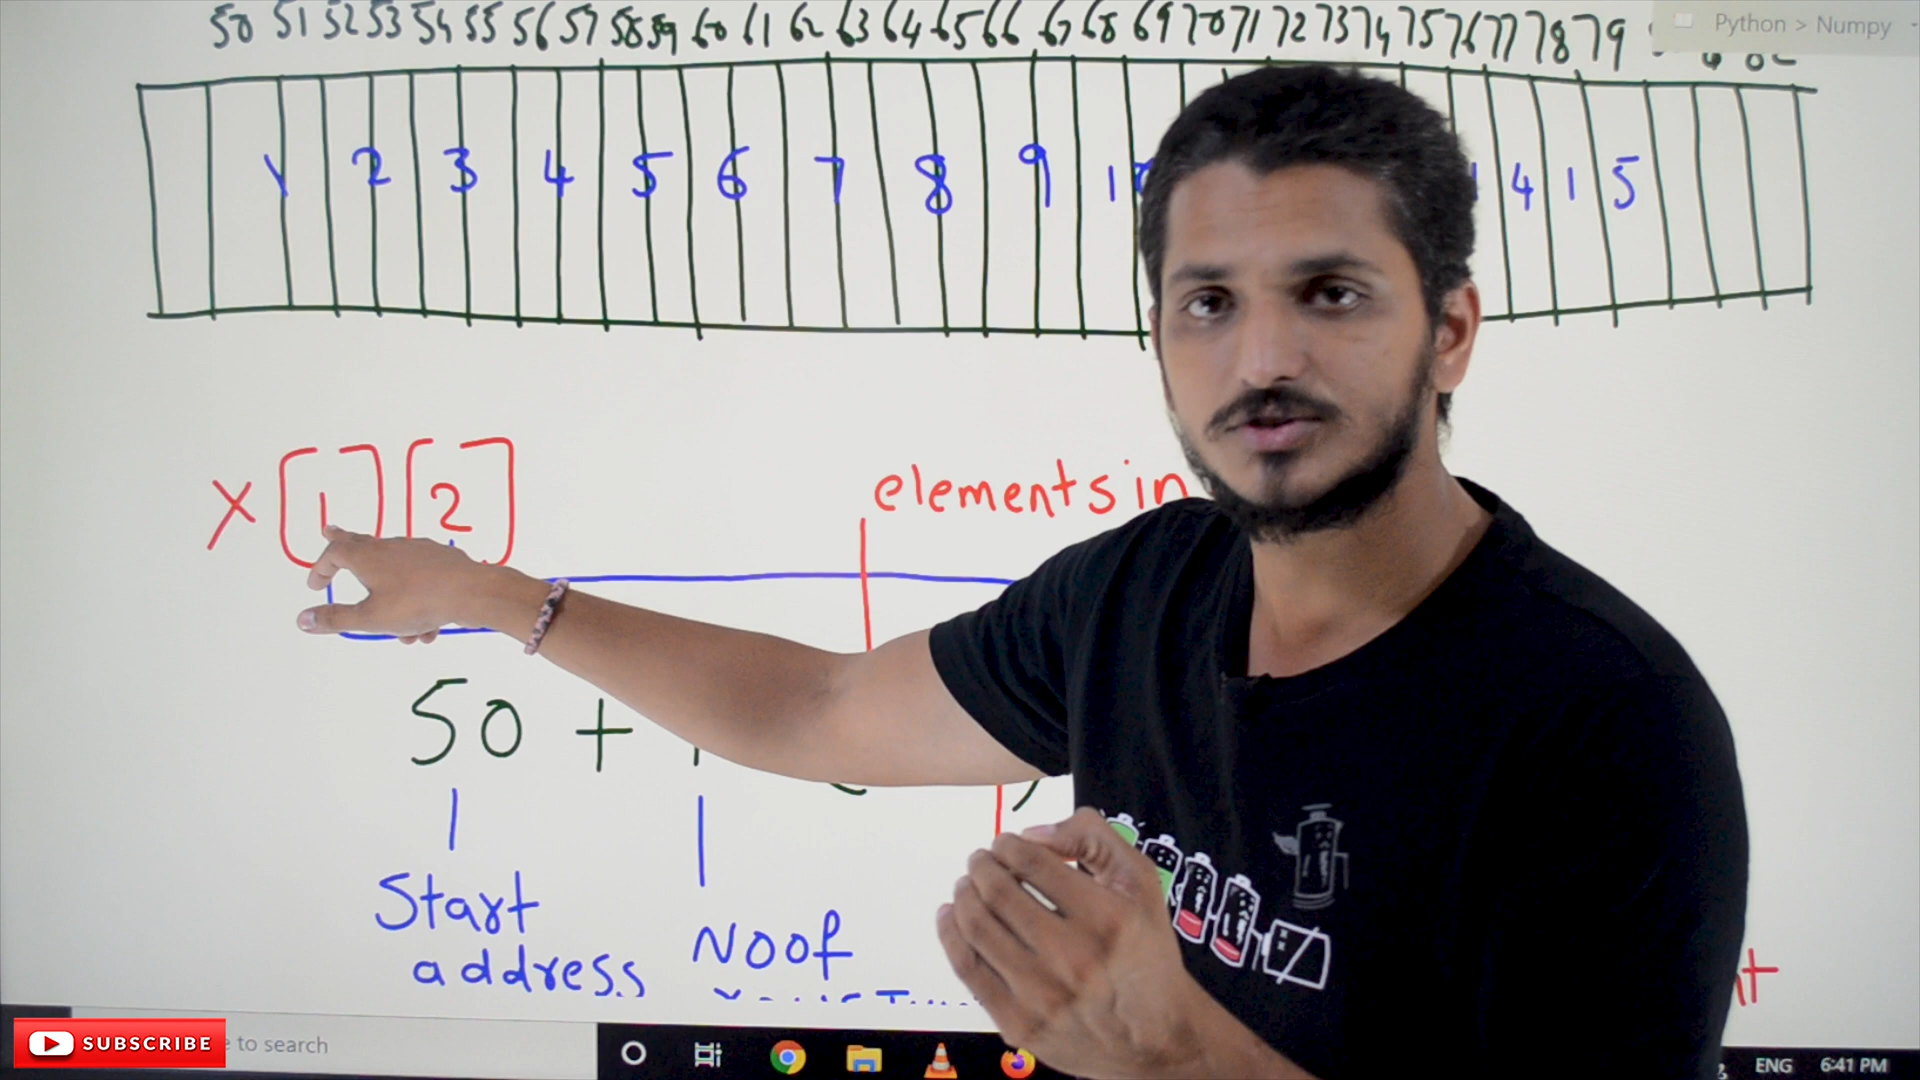 50 51 52 53 54 55 56 57 58 59 60 61 62 63 64 65 66 67 68 69 70 71 72 73 74 75 76 77 78 79
Python > Numpy
1 2 3 4 5 6 7 8 9 1 4 1 5
X [1] [2]
elements in
50 +
Start
address
Noof
SUBSCRIBE
to search
ENG 6:41 PM